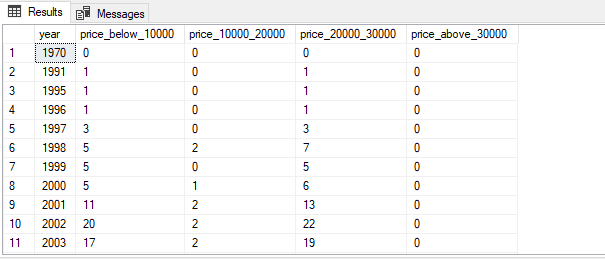 Results Messages
year price_below_10000 price_10000_20000 price_20000_30000 price_above_30000
1 1970 0 0 0 0
2 1991 1 0 1 0
3 1995 1 0 1 0
4 1996 1 0 1 0
5 1997 3 0 3 0
6 1998 5 2 7 0
7 1999 5 0 5 0
8 2000 5 1 6 0
9 2001 11 2 13 0
10 2002 20 2 22 0
11 2003 17 2 19 0